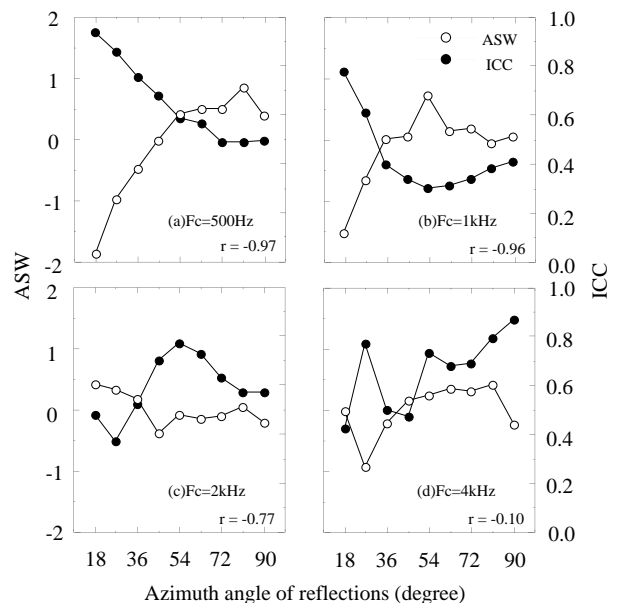 2
1
0
-1
-2
ASW
(a)Fc=500Hz
r = -0.97
ASW
ICC
(b)Fc=1kHz
r = -0.96
1.0
0.8
0.6
0.4
0.2
0.0
ICC
2
1
0
-1
-2
(c)Fc=2kHz
r = -0.77
(d)Fc=4kHz
r = -0.10
1.0
0.8
0.6
0.4
0.2
0.0
18 36 54 72 90
18 36 54 72 90
Azimuth angle of reflections (degree)